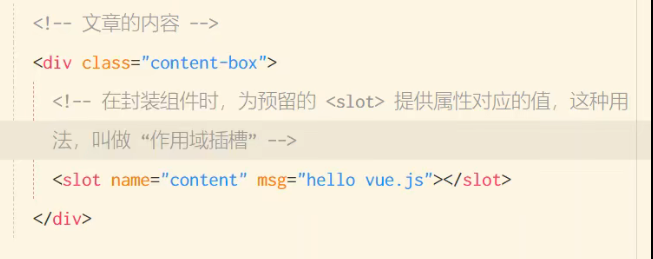 <!-- 文章的内容 -->
<div class="content-box">
<!-- 在封装组件时，为预留的 <slot> 提供属性对应的值，这种用
法，叫做 “作用域插槽” -->
<slot name="content" msg="hello vue.js"></slot>
</div>